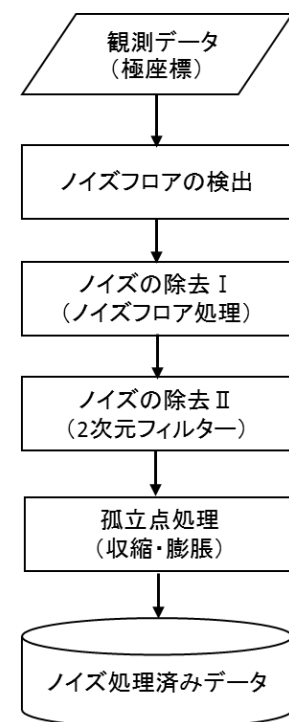 観測データ
（極座標）
ノイズフロアの検出
ノイズの除去Ⅰ
（ノイズフロア処理）
ノイズの除去Ⅱ
（2次元フィルター）
孤立点処理
（収縮・膨脹）
ノイズ処理済みデータ